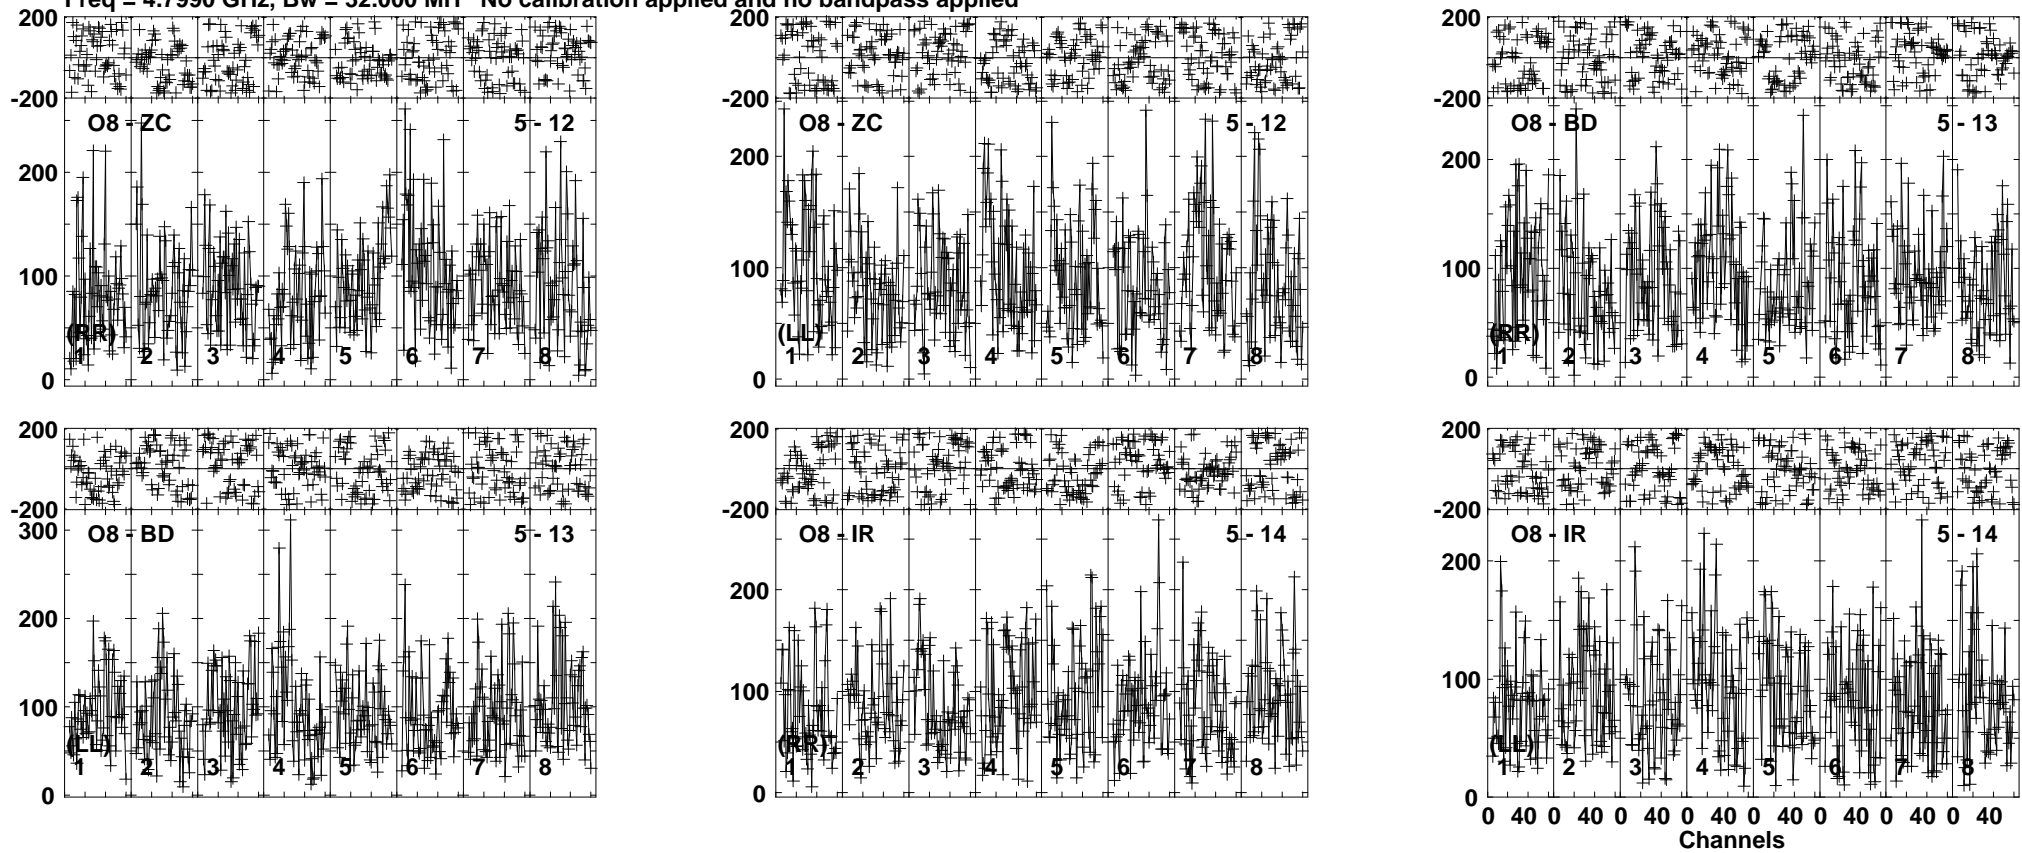 Freq = 4.7990 GHz, Bw = 32.000 MH No calibration applied and no bandpass applied
200 200 200
-200 -200 -200
O8 - ZC 5 - 12 O8 - ZC 5 - 12 O8 - BD 5 - 13
200 200 200
100 100 100
(RR) (LL) (RR)
1 2 3 4 5 6 7 8 1 2 3 4 5 6 7 8 1 2 3 4 5 6 7 8
0 0 0
200 200 200
-200 -200 -200
300
O8 - BD 5 - 13 O8 - IR 5 - 14 O8 - IR 5 - 14
200 200 200
100 100 100
(LL) (RR) (LL)
1 2 3 4 5 6 7 8 1 2 3 4 5 6 7 8 1 2 3 4 5 6 7 8
0 0 0
0 40 0 40 0 40 0 40 0 40 0 40 0 40 0 40
Channels